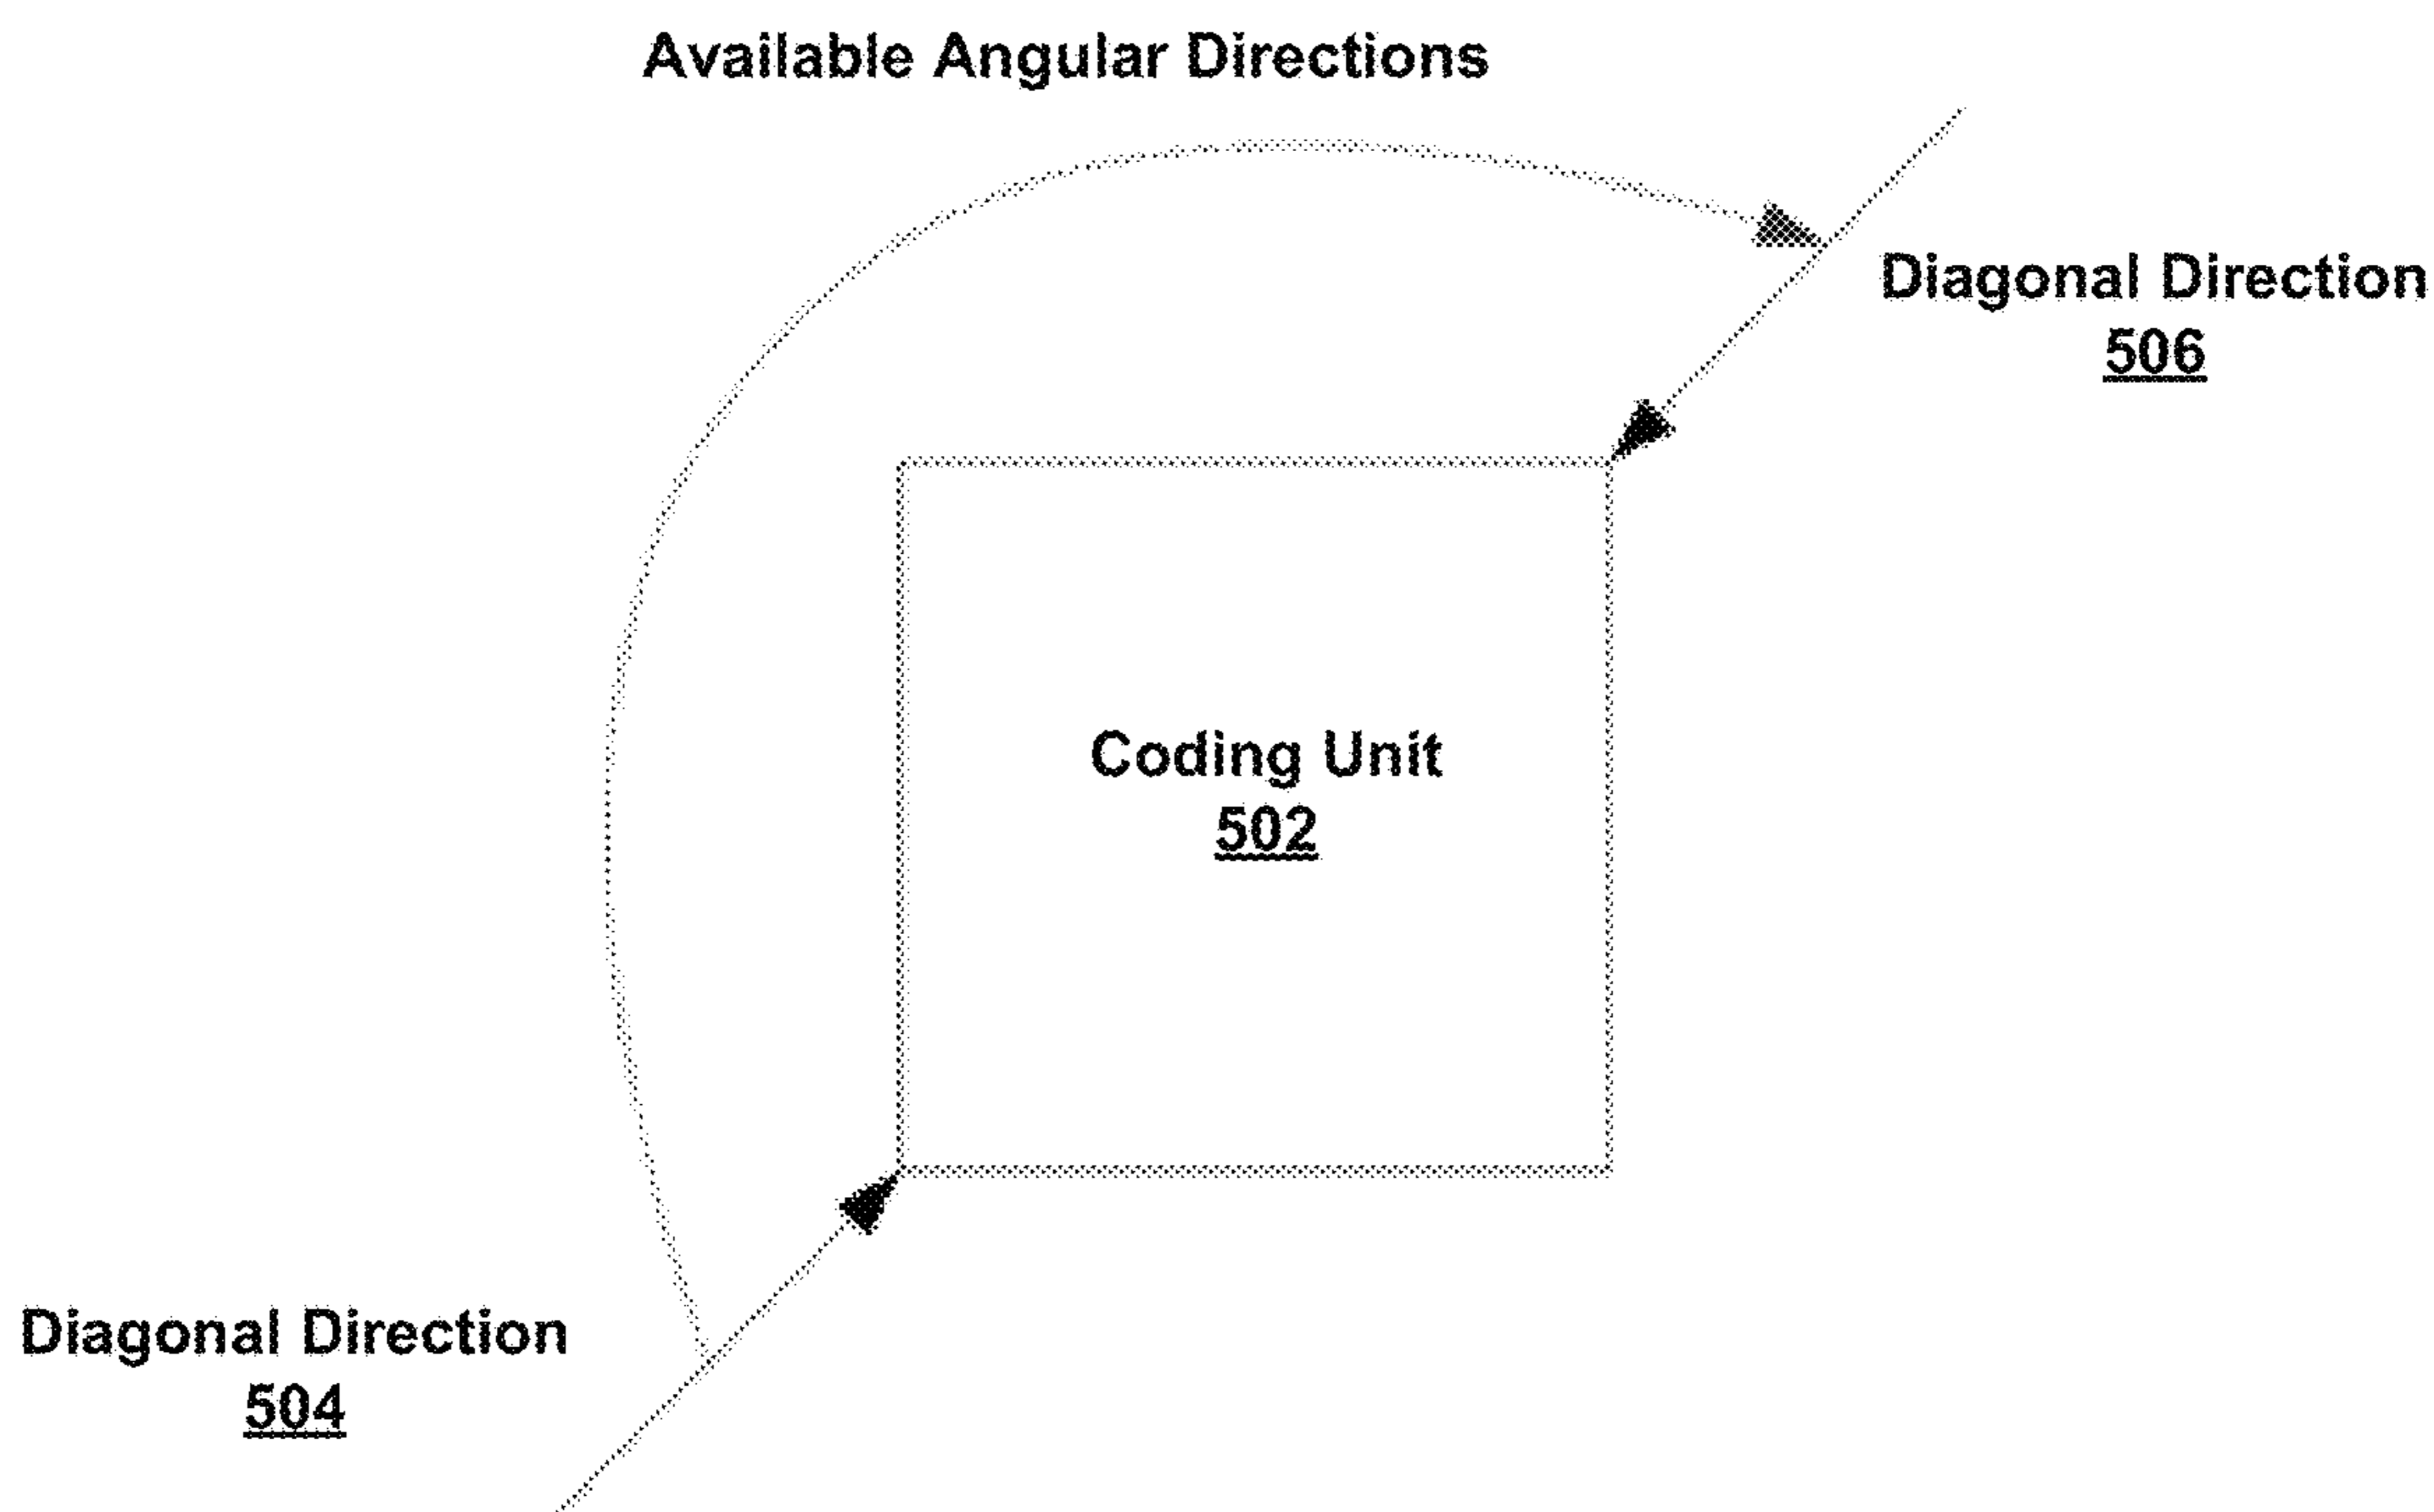 Available Angular Directions
Diagonal Direction
506
Coding Unit
502
Diagonal Direction
504